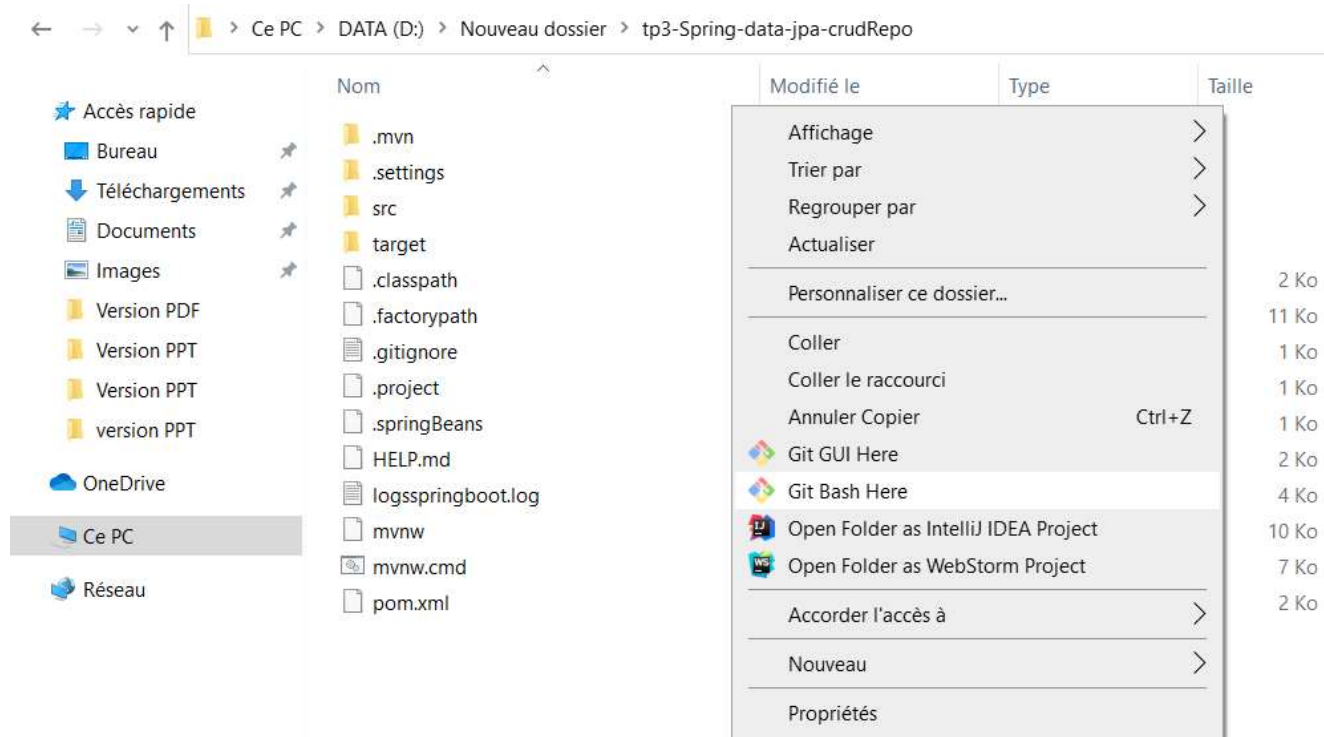 Ce PC > DATA (D:) > Nouveau dossier > tp3-Spring-data-jpa-crudRepo
Nom Modifié le Type Taille
Accès rapide
Bureau
Téléchargements
Documents
Images
Version PDF
Version PPT
Version PPT
version PPT
OneDrive
Ce PC
Réseau
.mvn
.settings
src
target
.classpath
.factorypath
.gitignore
.project
.springBeans
HELP.md
logsspringboot.log
mvnw
mvnw.cmd
pom.xml
Affichage
Trier par
Regrouper par
Actualiser
Personnaliser ce dossier...
Coller
Coller le raccourci
Annuler Copier Ctrl+Z
Git GUI Here
Git Bash Here
Open Folder as IntelliJ IDEA Project
Open Folder as WebStorm Project
Accorder l'accès à
Nouveau
Propriétés
2 Ko
11 Ko
1 Ko
1 Ko
1 Ko
2 Ko
4 Ko
10 Ko
7 Ko
2 Ko